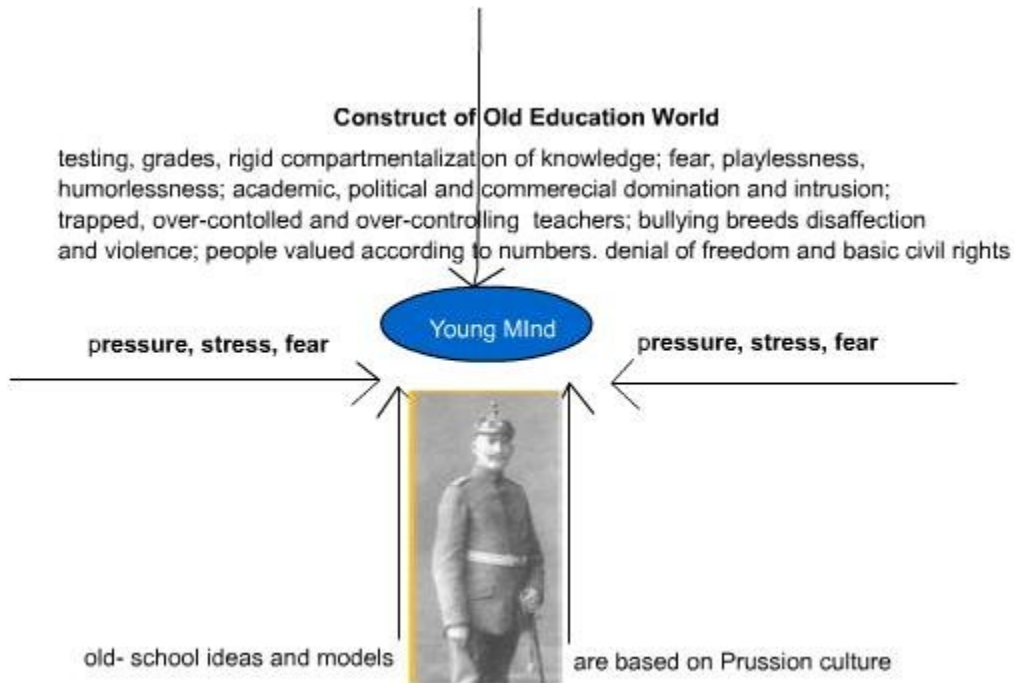 Construct of Old Education World
testing, grades, rigid compartmentalization of knowledge; fear, playlessness,
humorlessness; academic, political and commerecial domination and intrusion;
trapped, over-contolled and over-controlling teachers; bullying breeds disaffection
and violence; people valued according to numbers. denial of freedom and basic civil rights
Young MInd
pressure, stress, fear
pressure, stress, fear
old- school ideas and models
are based on Prussion culture